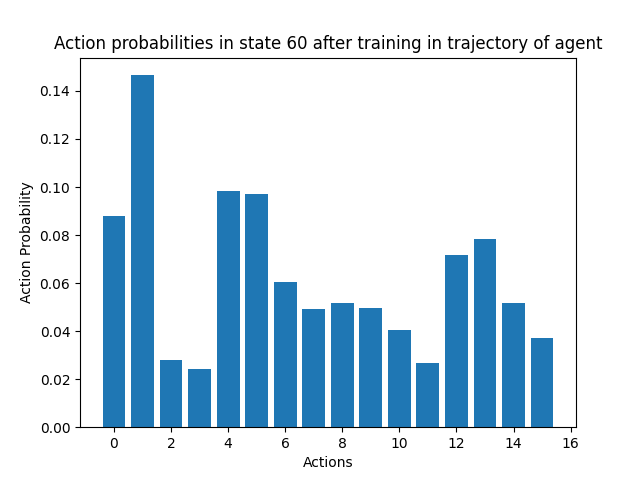 Action probabilities in state 60 after training in trajectory of agent
0.14
0.12
0.10
0.08
0.06
0.04
0.02
0.00
Action Probability
0 2 4 6 8 10 12 14 16
Actions